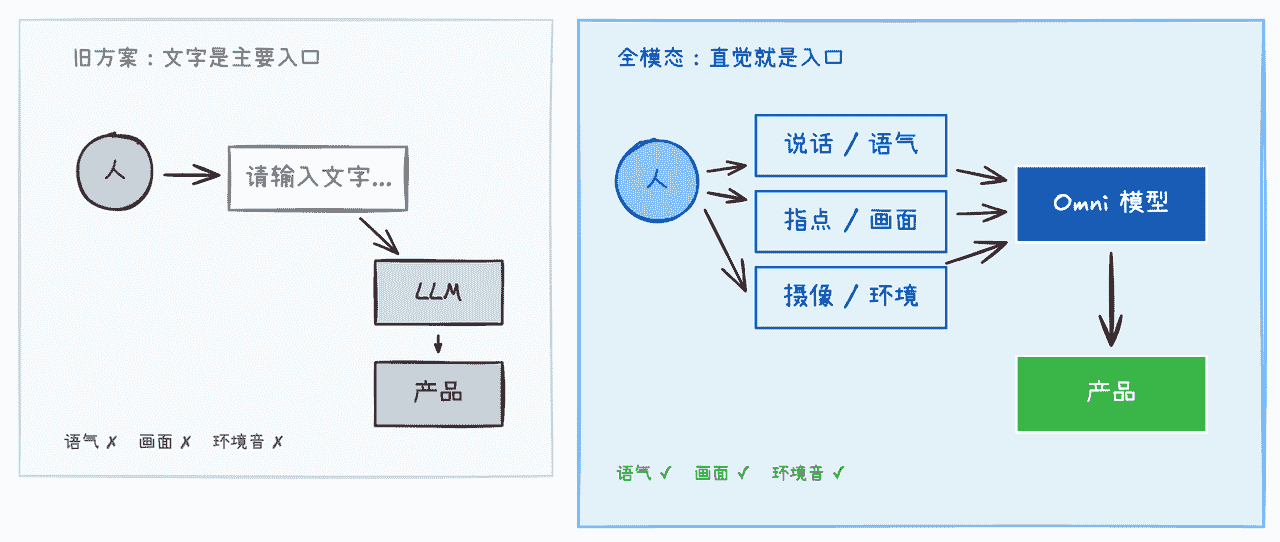 旧方案：文字是主要入口
人
请输入文字...
LLM
产品
语气 ✗ 画面 ✗ 环境音 ✗
全模态：直觉就是入口
人
说话 / 语气
指点 / 画面
摄像 / 环境
Omni 模型
产品
语气 ✓ 画面 ✓ 环境音 ✓